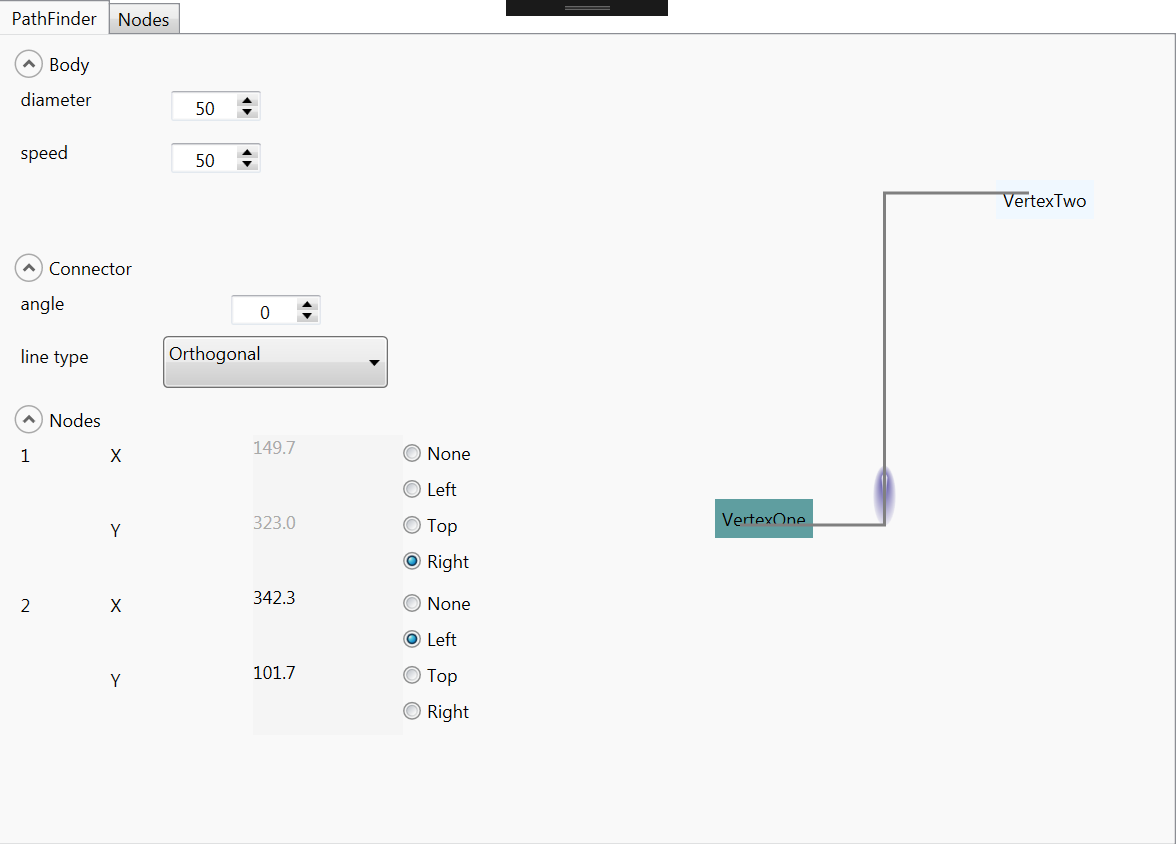 PathFinder Nodes
Body
diameter 50
speed 50
VertexTwo
Connector
angle 0
line type Orthogonal
Nodes
1 X 149.7 None
Left
Y 323.0 Top
VertexOne
Right
2 X 342.3 None
Left
Y 101.7 Top
Right